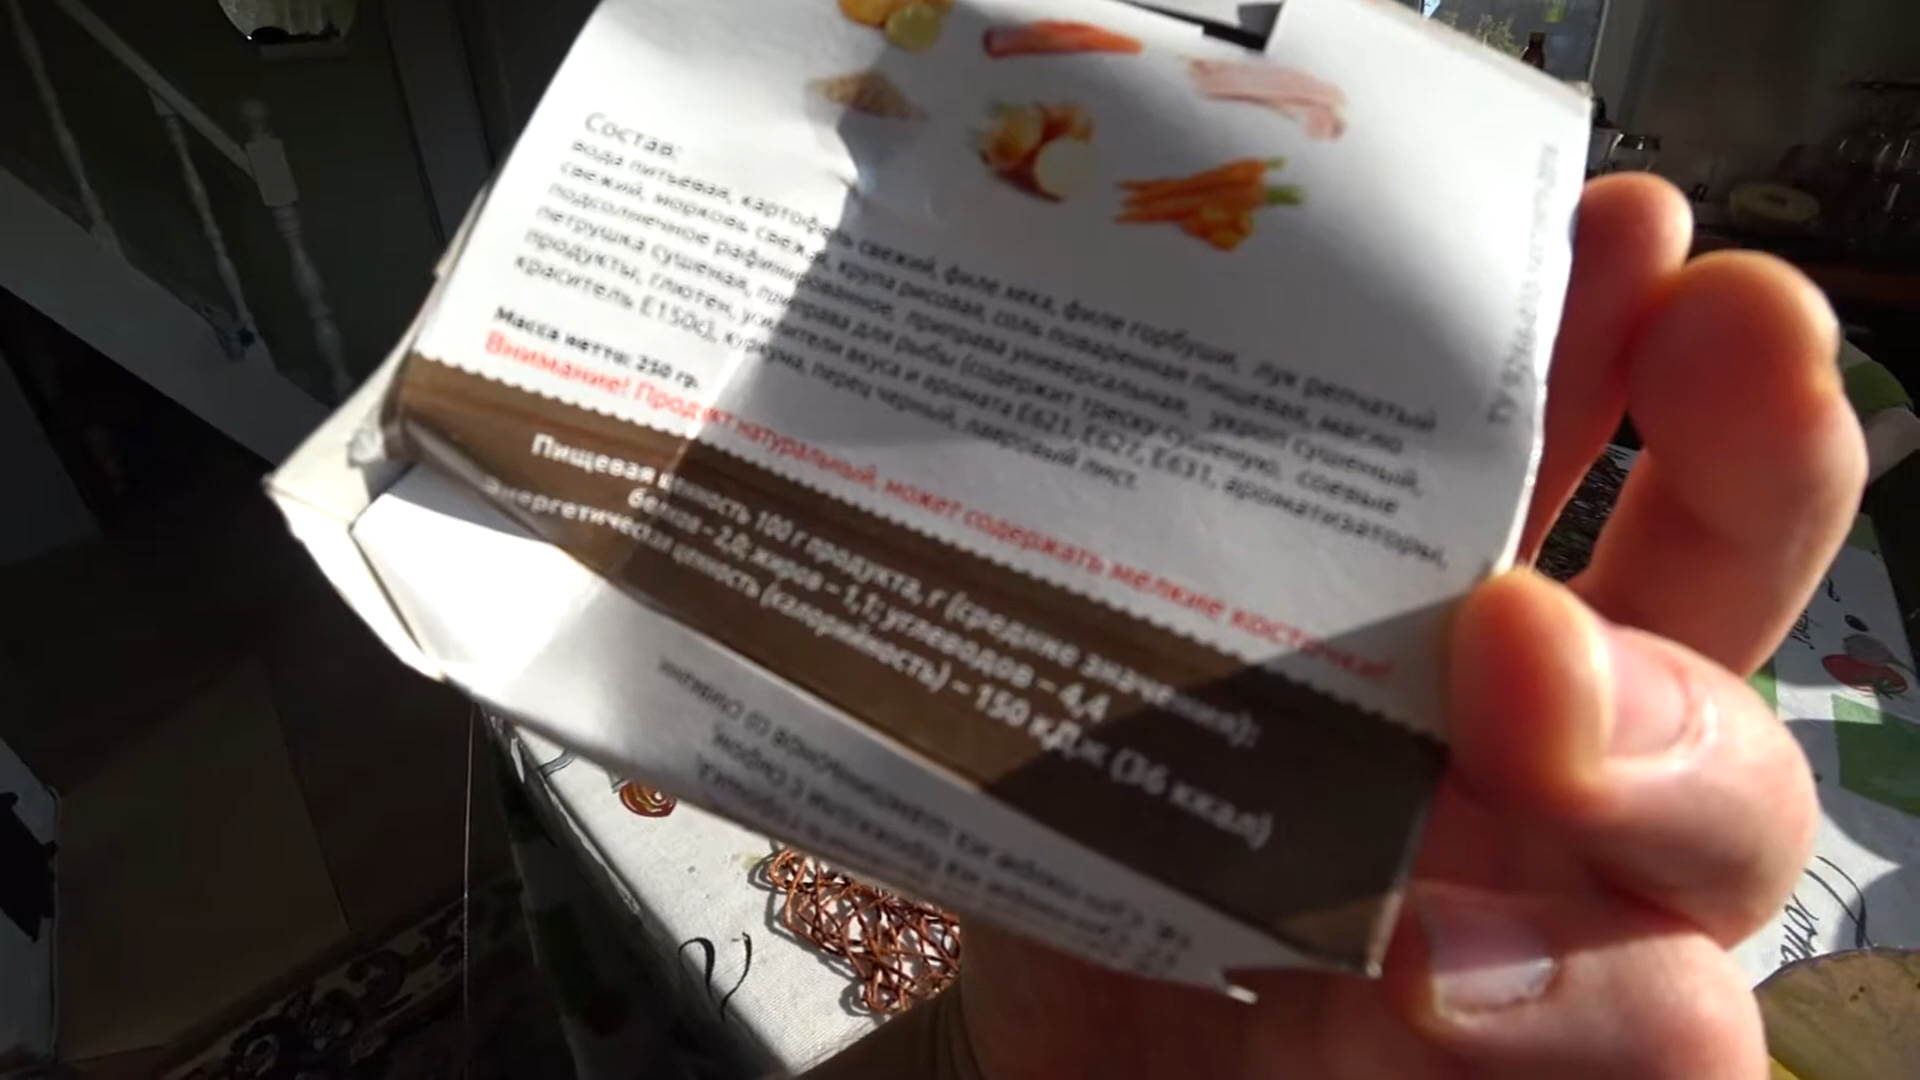 Состав:
вода питьевая, картофель свежий, филе хека, филе горбуши, лук репчатый
свежий, морковь свежая, крупа рисовая, соль поваренная пищевая, масло
подсолнечное рафинированное, приправа универсальная, укроп сушеный,
петрушка сушеная, приправа для рыбы (содержит треску сушеную, соевые
продукты, глютен, усилители вкуса и аромата Е621, Е627, Е631, ароматизаторы,
краситель Е150с), куркума, перец черный, лавровый лист.
Масса нетто: 250 гр.
Внимание! Продукт натуральный, может содержать мелкие косточки!
Пищевая ценность 100 г продукта, г (средние значения):
белков – 2,0; жиров – 1,1; углеводов – 4,4
Энергетическая ценность (калорийность) – 150 кДж (36 ккал)